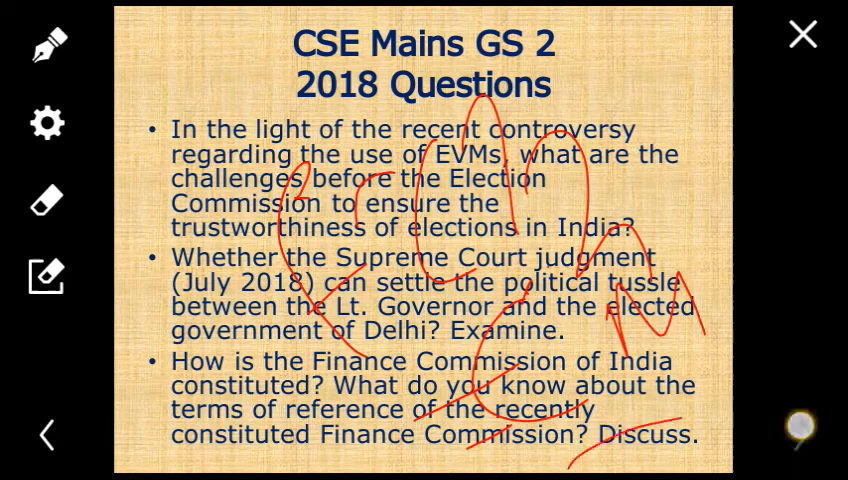 CSE Mains GS 2
2018 Questions
• In the light of the recent controversy
regarding the use of EVMs, what are the
challenges before the Election
Commission to ensure the
trustworthiness of elections in India?
• Whether the Supreme Court judgment
(July 2018) can settle the political tussle
between the Lt. Governor and the elected
government of Delhi? Examine.
• How is the Finance Commission of India
constituted? What do you know about the
terms of reference of the recently
constituted Finance Commission? Discuss.